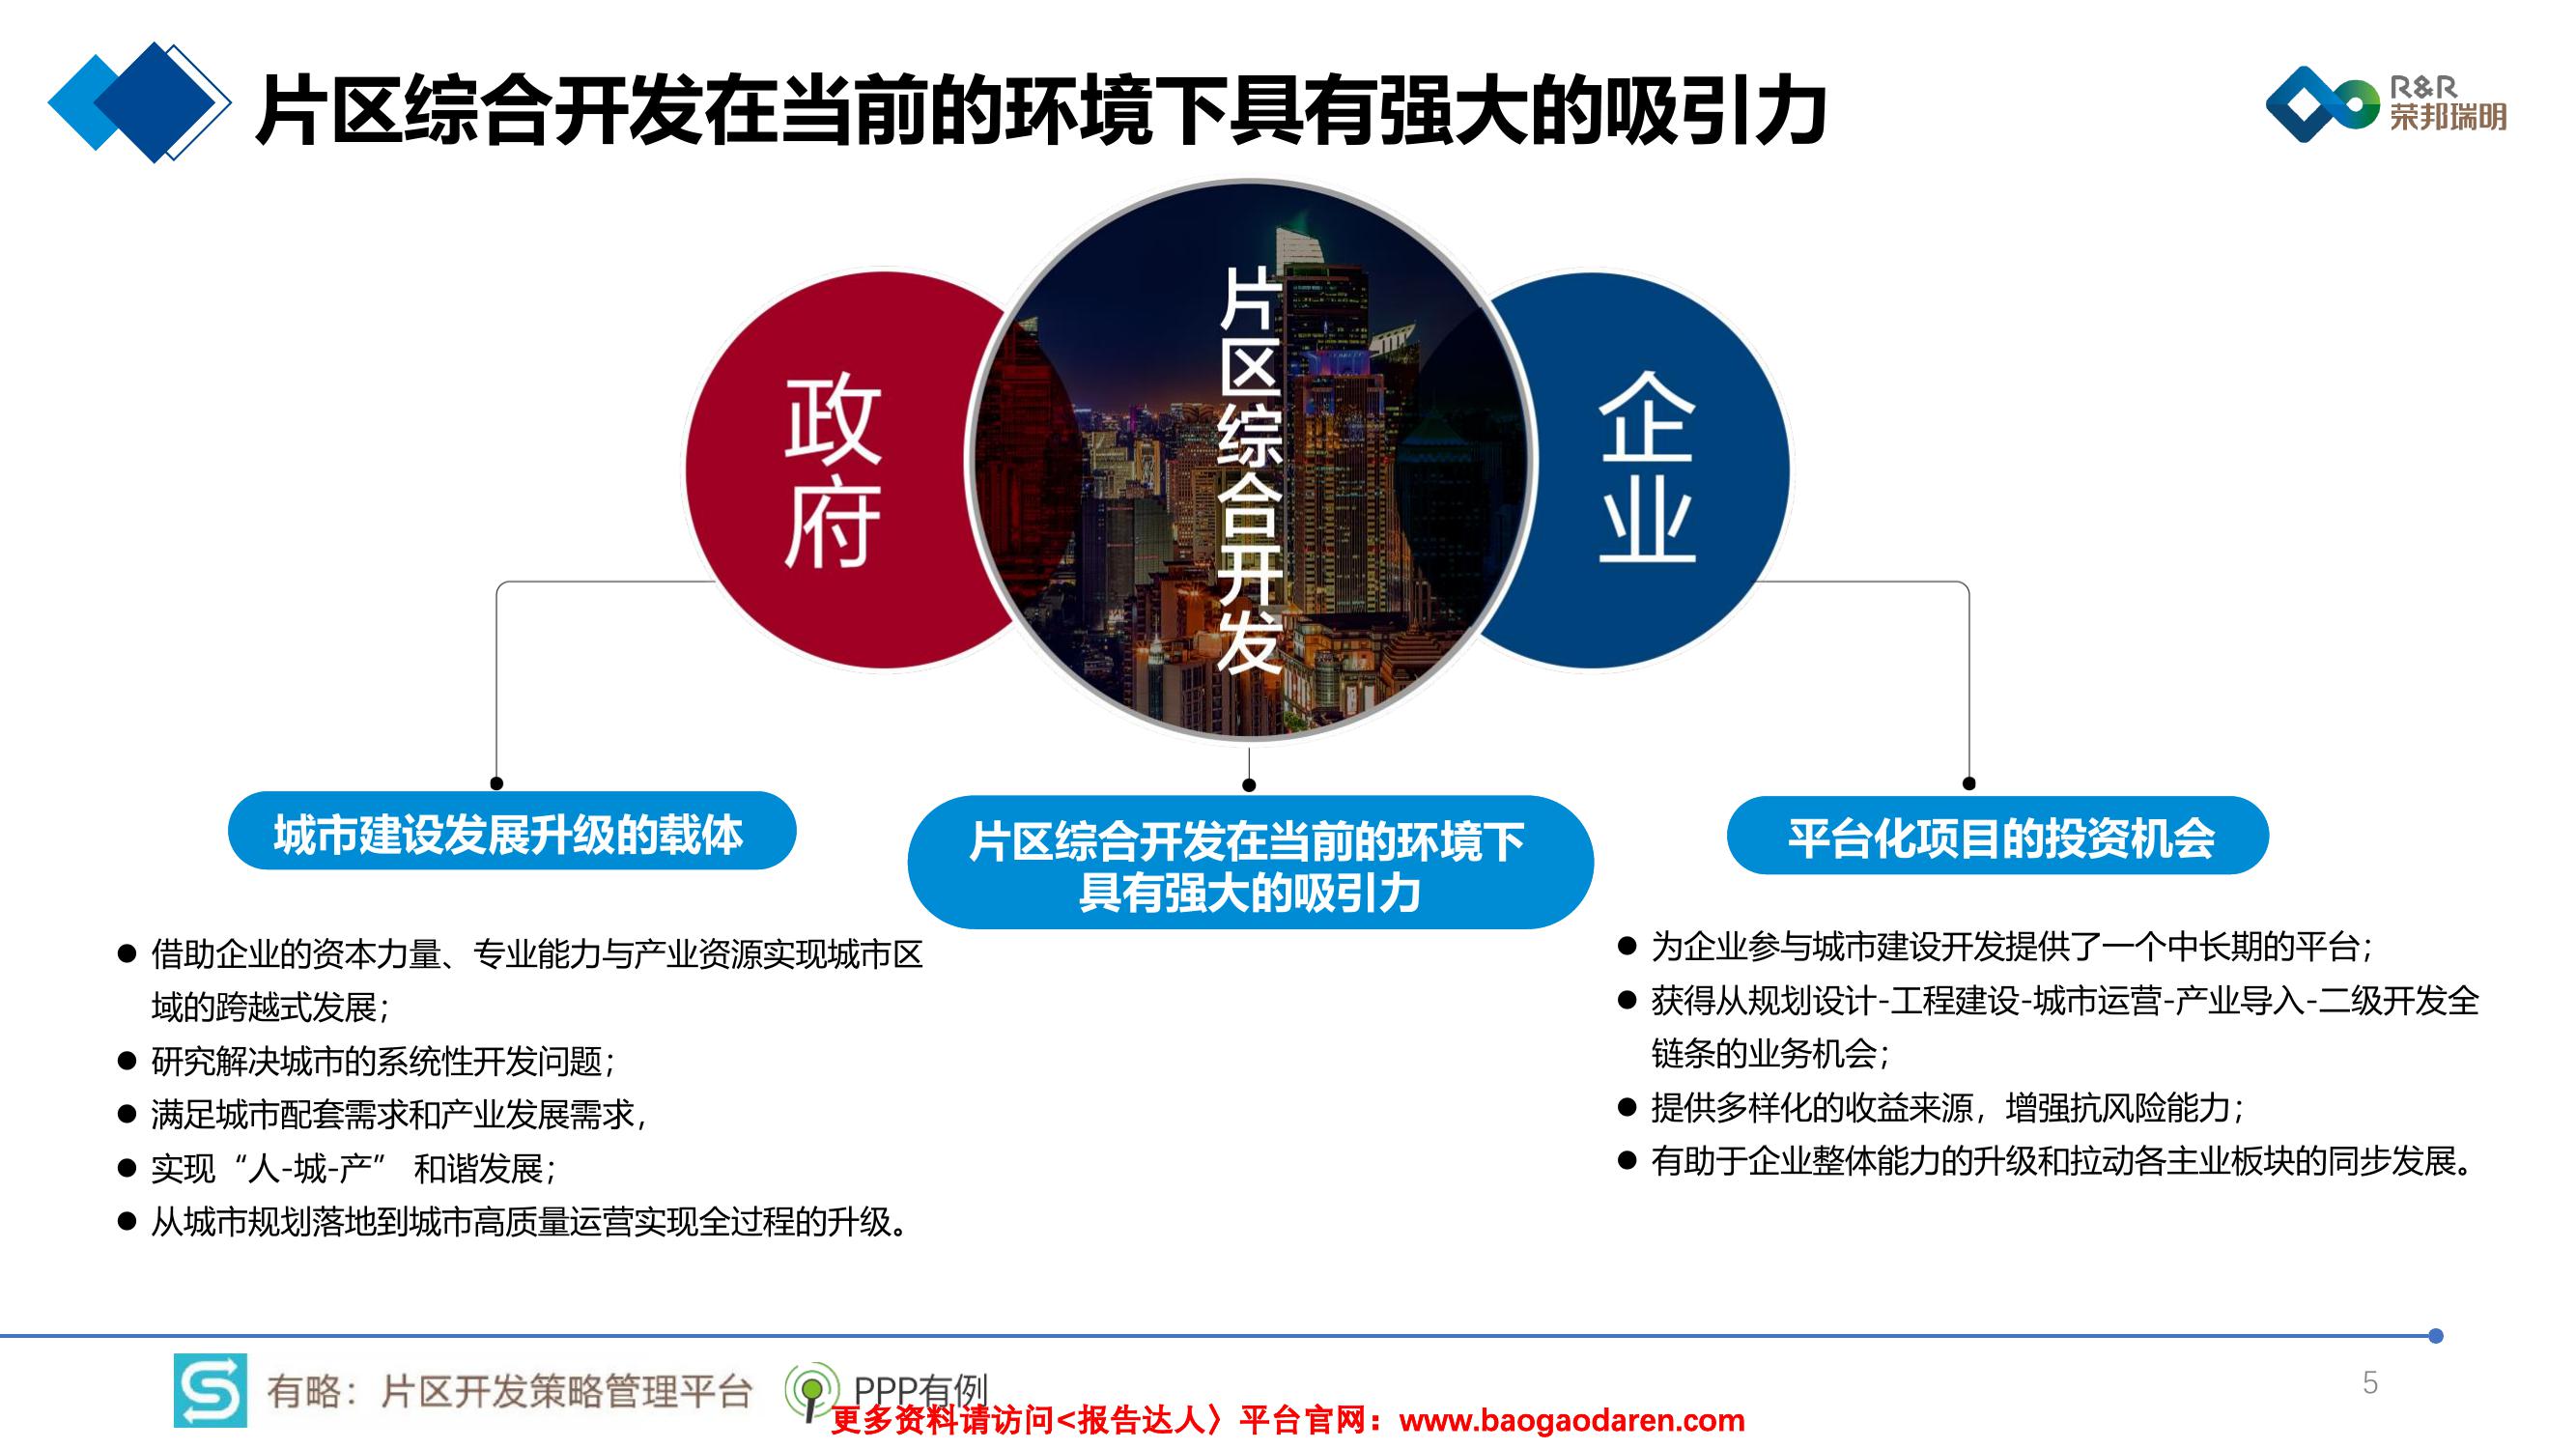 片区综合开发在当前的环境下具有强大的吸引力
R&R
荣邦瑞明
政府
片区综合开发
企业
城市建设发展升级的载体
● 借助企业的资本力量、专业能力与产业资源实现城市区
域的跨越式发展；
● 研究解决城市的系统性开发问题；
● 满足城市配套需求和产业发展需求，
● 实现“人-城-产” 和谐发展；
● 从城市规划落地到城市高质量运营实现全过程的升级。
片区综合开发在当前的环境下
具有强大的吸引力
平台化项目的投资机会
● 为企业参与城市建设开发提供了一个中长期的平台；
● 获得从规划设计-工程建设-城市运营-产业导入-二级开发全
链条的业务机会；
● 提供多样化的收益来源，增强抗风险能力；
● 有助于企业整体能力的升级和拉动各主业板块的同步发展。
有略：片区开发策略管理平台
PPP有例
5
更多资料请访问<报告达人〉平台官网：www.baogaodaren.com